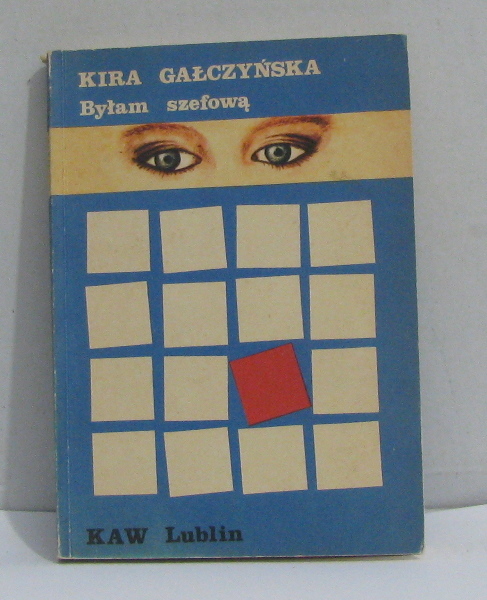 KIRA GAŁCZYŃSKA
Byłam szefową
KAW Lublin